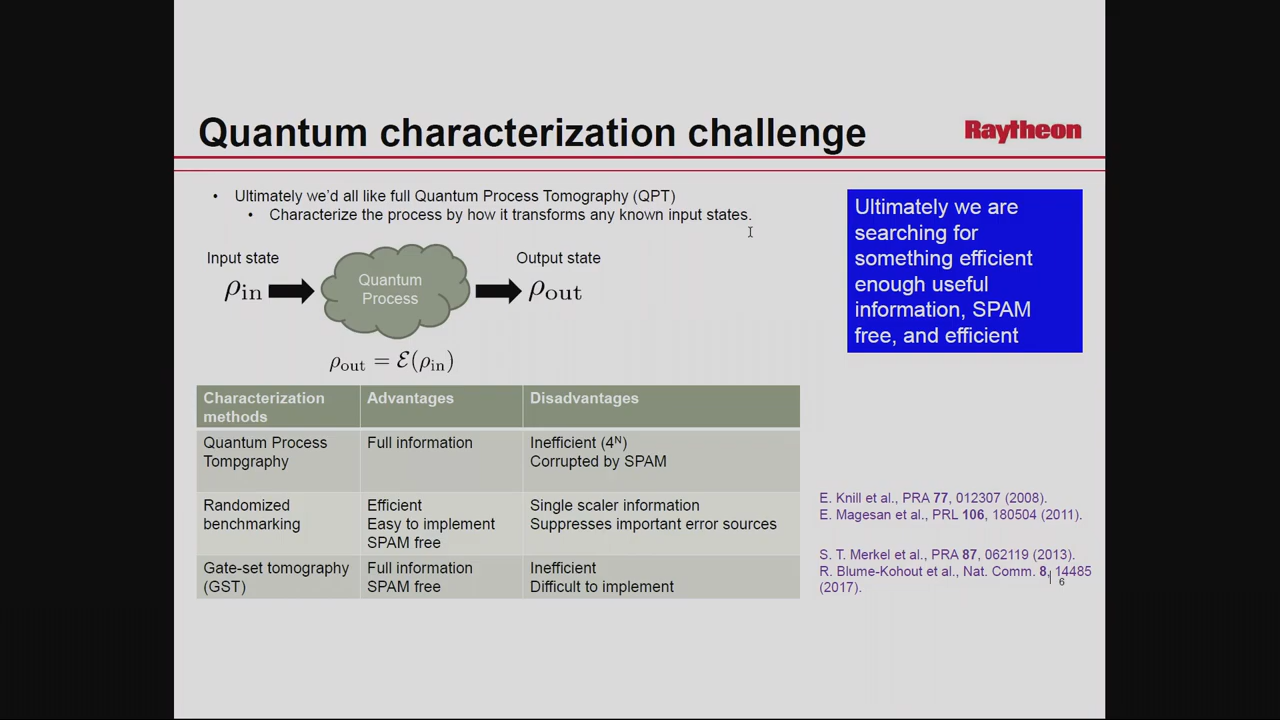 Quantum characterization challenge
Raytheon
• Ultimately we'd all like full Quantum Process Tomography (QPT)
• Characterize the process by how it transforms any known input states.
Input state
ρin
Quantum
Process
Output state
ρout
ρout = ℰ(ρin)
Ultimately we are
searching for
something efficient
enough useful
information, SPAM
free, and efficient
Characterization
methods
Advantages
Disadvantages
Quantum Process
Tompgraphy
Full information
Inefficient (4ᴺ)
Corrupted by SPAM
Randomized
benchmarking
Efficient
Easy to implement
SPAM free
Single scaler information
Suppresses important error sources
Gate-set tomography
(GST)
Full information
SPAM free
Inefficient
Difficult to implement
E. Knill et al., PRA 77, 012307 (2008).
E. Magesan et al., PRL 106, 180504 (2011).
S. T. Merkel et al., PRA 87, 062119 (2013).
R. Blume-Kohout et al., Nat. Comm. 8, 14485
(2017).
6